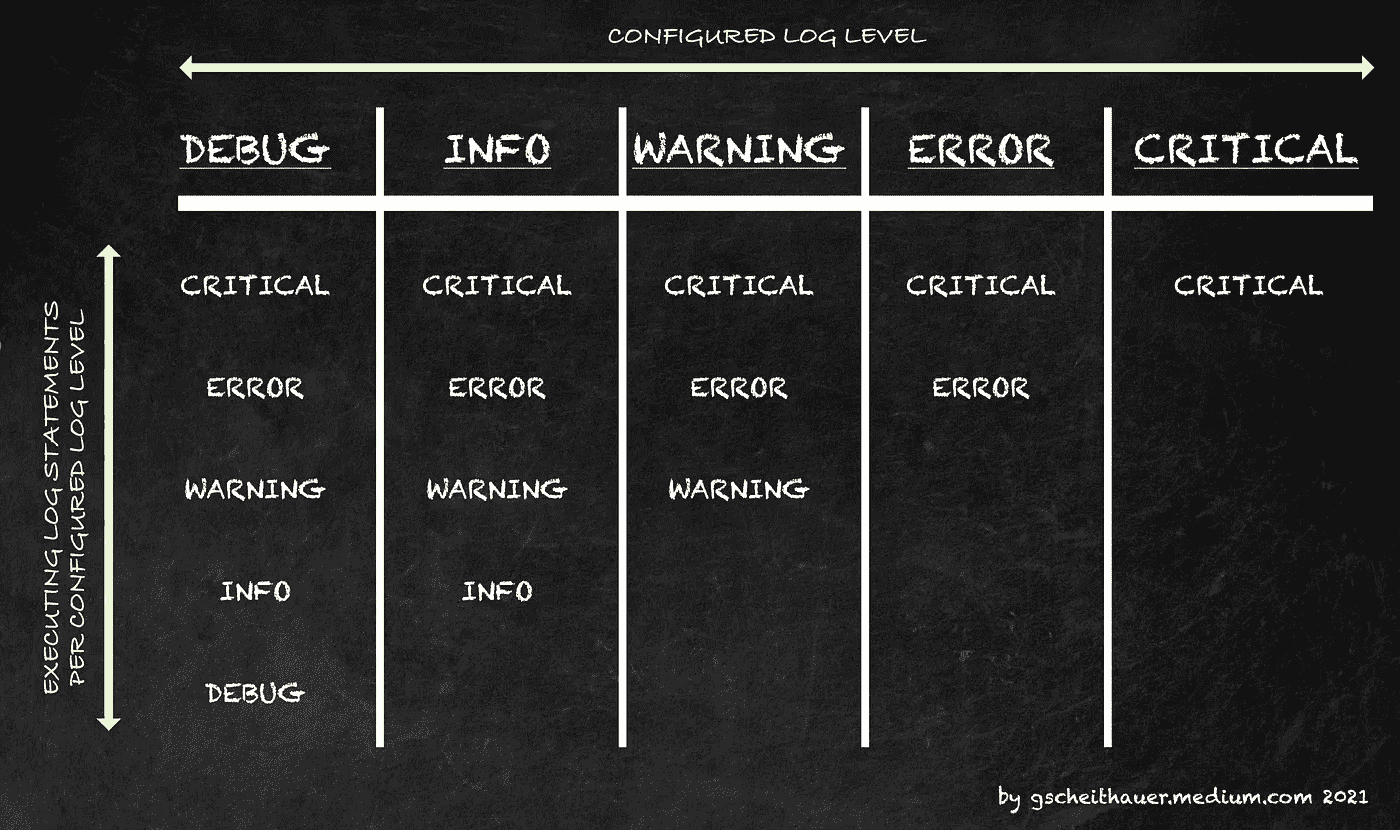 CONFIGURED LOG LEVEL
DEBUG INFO WARNING ERROR CRITICAL
EXECUTING LOG STATEMENTS
PER CONFIGURED LOG LEVEL
CRITICAL CRITICAL CRITICAL CRITICAL CRITICAL
ERROR ERROR ERROR ERROR
WARNING WARNING WARNING
INFO INFO
DEBUG
by gscheithauer.medium.com 2021